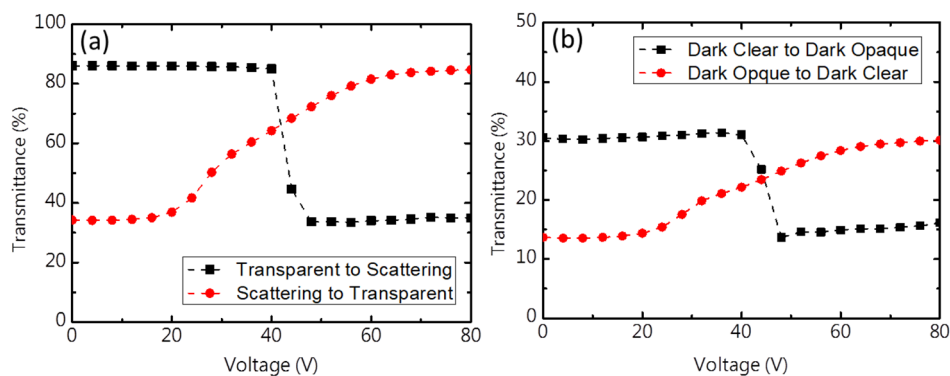 (a)
100
80
60
40
20
0
Transmittance (%)
Transparent to Scattering
Scattering to Transparent
0 20 40 60 80
Voltage (V)
(b)
50
40
30
20
10
0
Transmittance (%)
Dark Clear to Dark Opaque
Dark Opque to Dark Clear
0 20 40 60 80
Voltage (V)